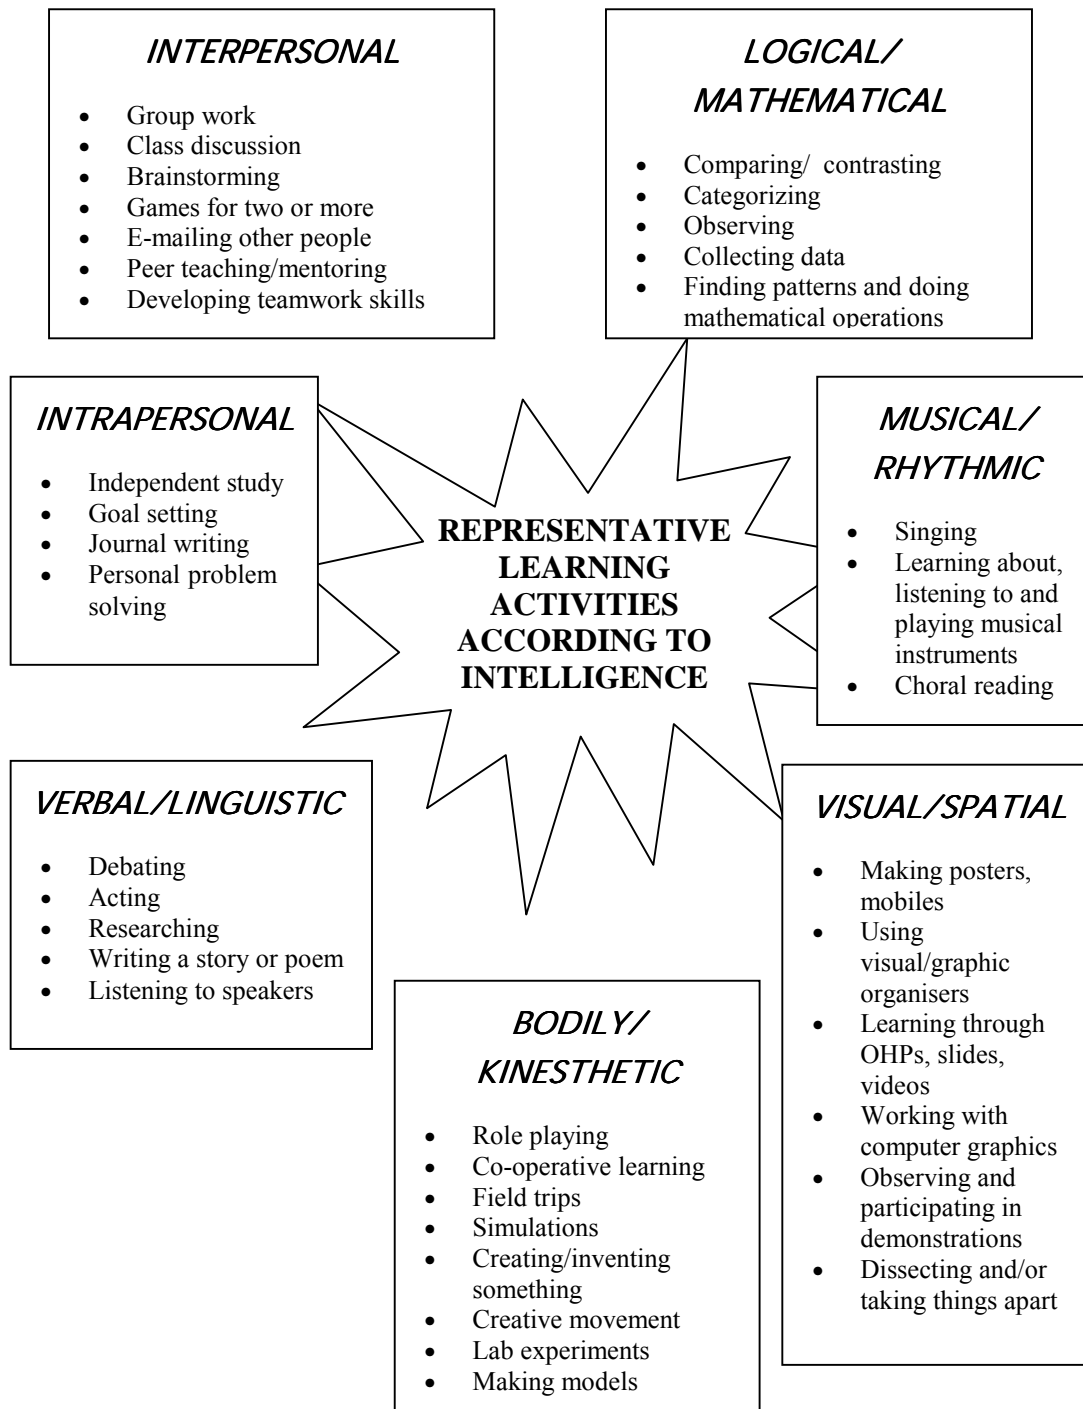 INTERPERSONAL
• Group work
• Class discussion
• Brainstorming
• Games for two or more
• E-mailing other people
• Peer teaching/mentoring
• Developing teamwork skills
LOGICAL/
MATHEMATICAL
• Comparing/ contrasting
• Categorizing
• Observing
• Collecting data
• Finding patterns and doing
mathematical operations
INTRAPERSONAL
• Independent study
• Goal setting
• Journal writing
• Personal problem
solving
REPRESENTATIVE
LEARNING
ACTIVITIES
ACCORDING TO
INTELLIGENCE
MUSICAL/
RHYTHMIC
• Singing
• Learning about,
listening to and
playing musical
instruments
• Choral reading
VERBAL/LINGUISTIC
• Debating
• Acting
• Researching
• Writing a story or poem
• Listening to speakers
BODILY/
KINESTHETIC
• Role playing
• Co-operative learning
• Field trips
• Simulations
• Creating/inventing
something
• Creative movement
• Lab experiments
• Making models
VISUAL/SPATIAL
• Making posters,
mobiles
• Using
visual/graphic
organisers
• Learning through
OHPs, slides,
videos
• Working with
computer graphics
• Observing and
participating in
demonstrations
• Dissecting and/or
taking things apart